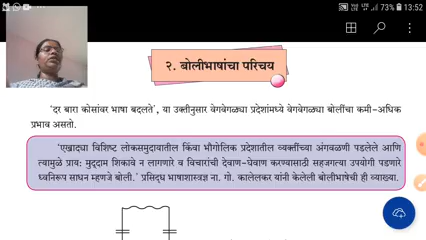 73% 13:52
२. बोलीभाषांचा परिचय
‘दर बारा कोसांवर भाषा बदलते’, या उक्तीनुसार वेगवेगळ्या प्रदेशांमध्ये वेगवेगळ्या बोलींचा कमी-अधिक
प्रभाव असतो.
‘एखाद्या विशिष्ट लोकसमुदायातील किंवा भौगोलिक प्रदेशातील व्यक्तींच्या अंगवळणी पडलेले आणि
त्यामुळे प्रायः मुद्दाम शिकावे न लागणारे व विचारांची देवाण-घेवाण करण्यासाठी सहजगत्या उपयोगी पडणारे
ध्वनिरूप साधन म्हणजे बोली.’ प्रसिद्ध भाषाशास्त्रज्ञ ना. गो. कालेलकर यांनी केलेली बोलीभाषेची ही व्याख्या.